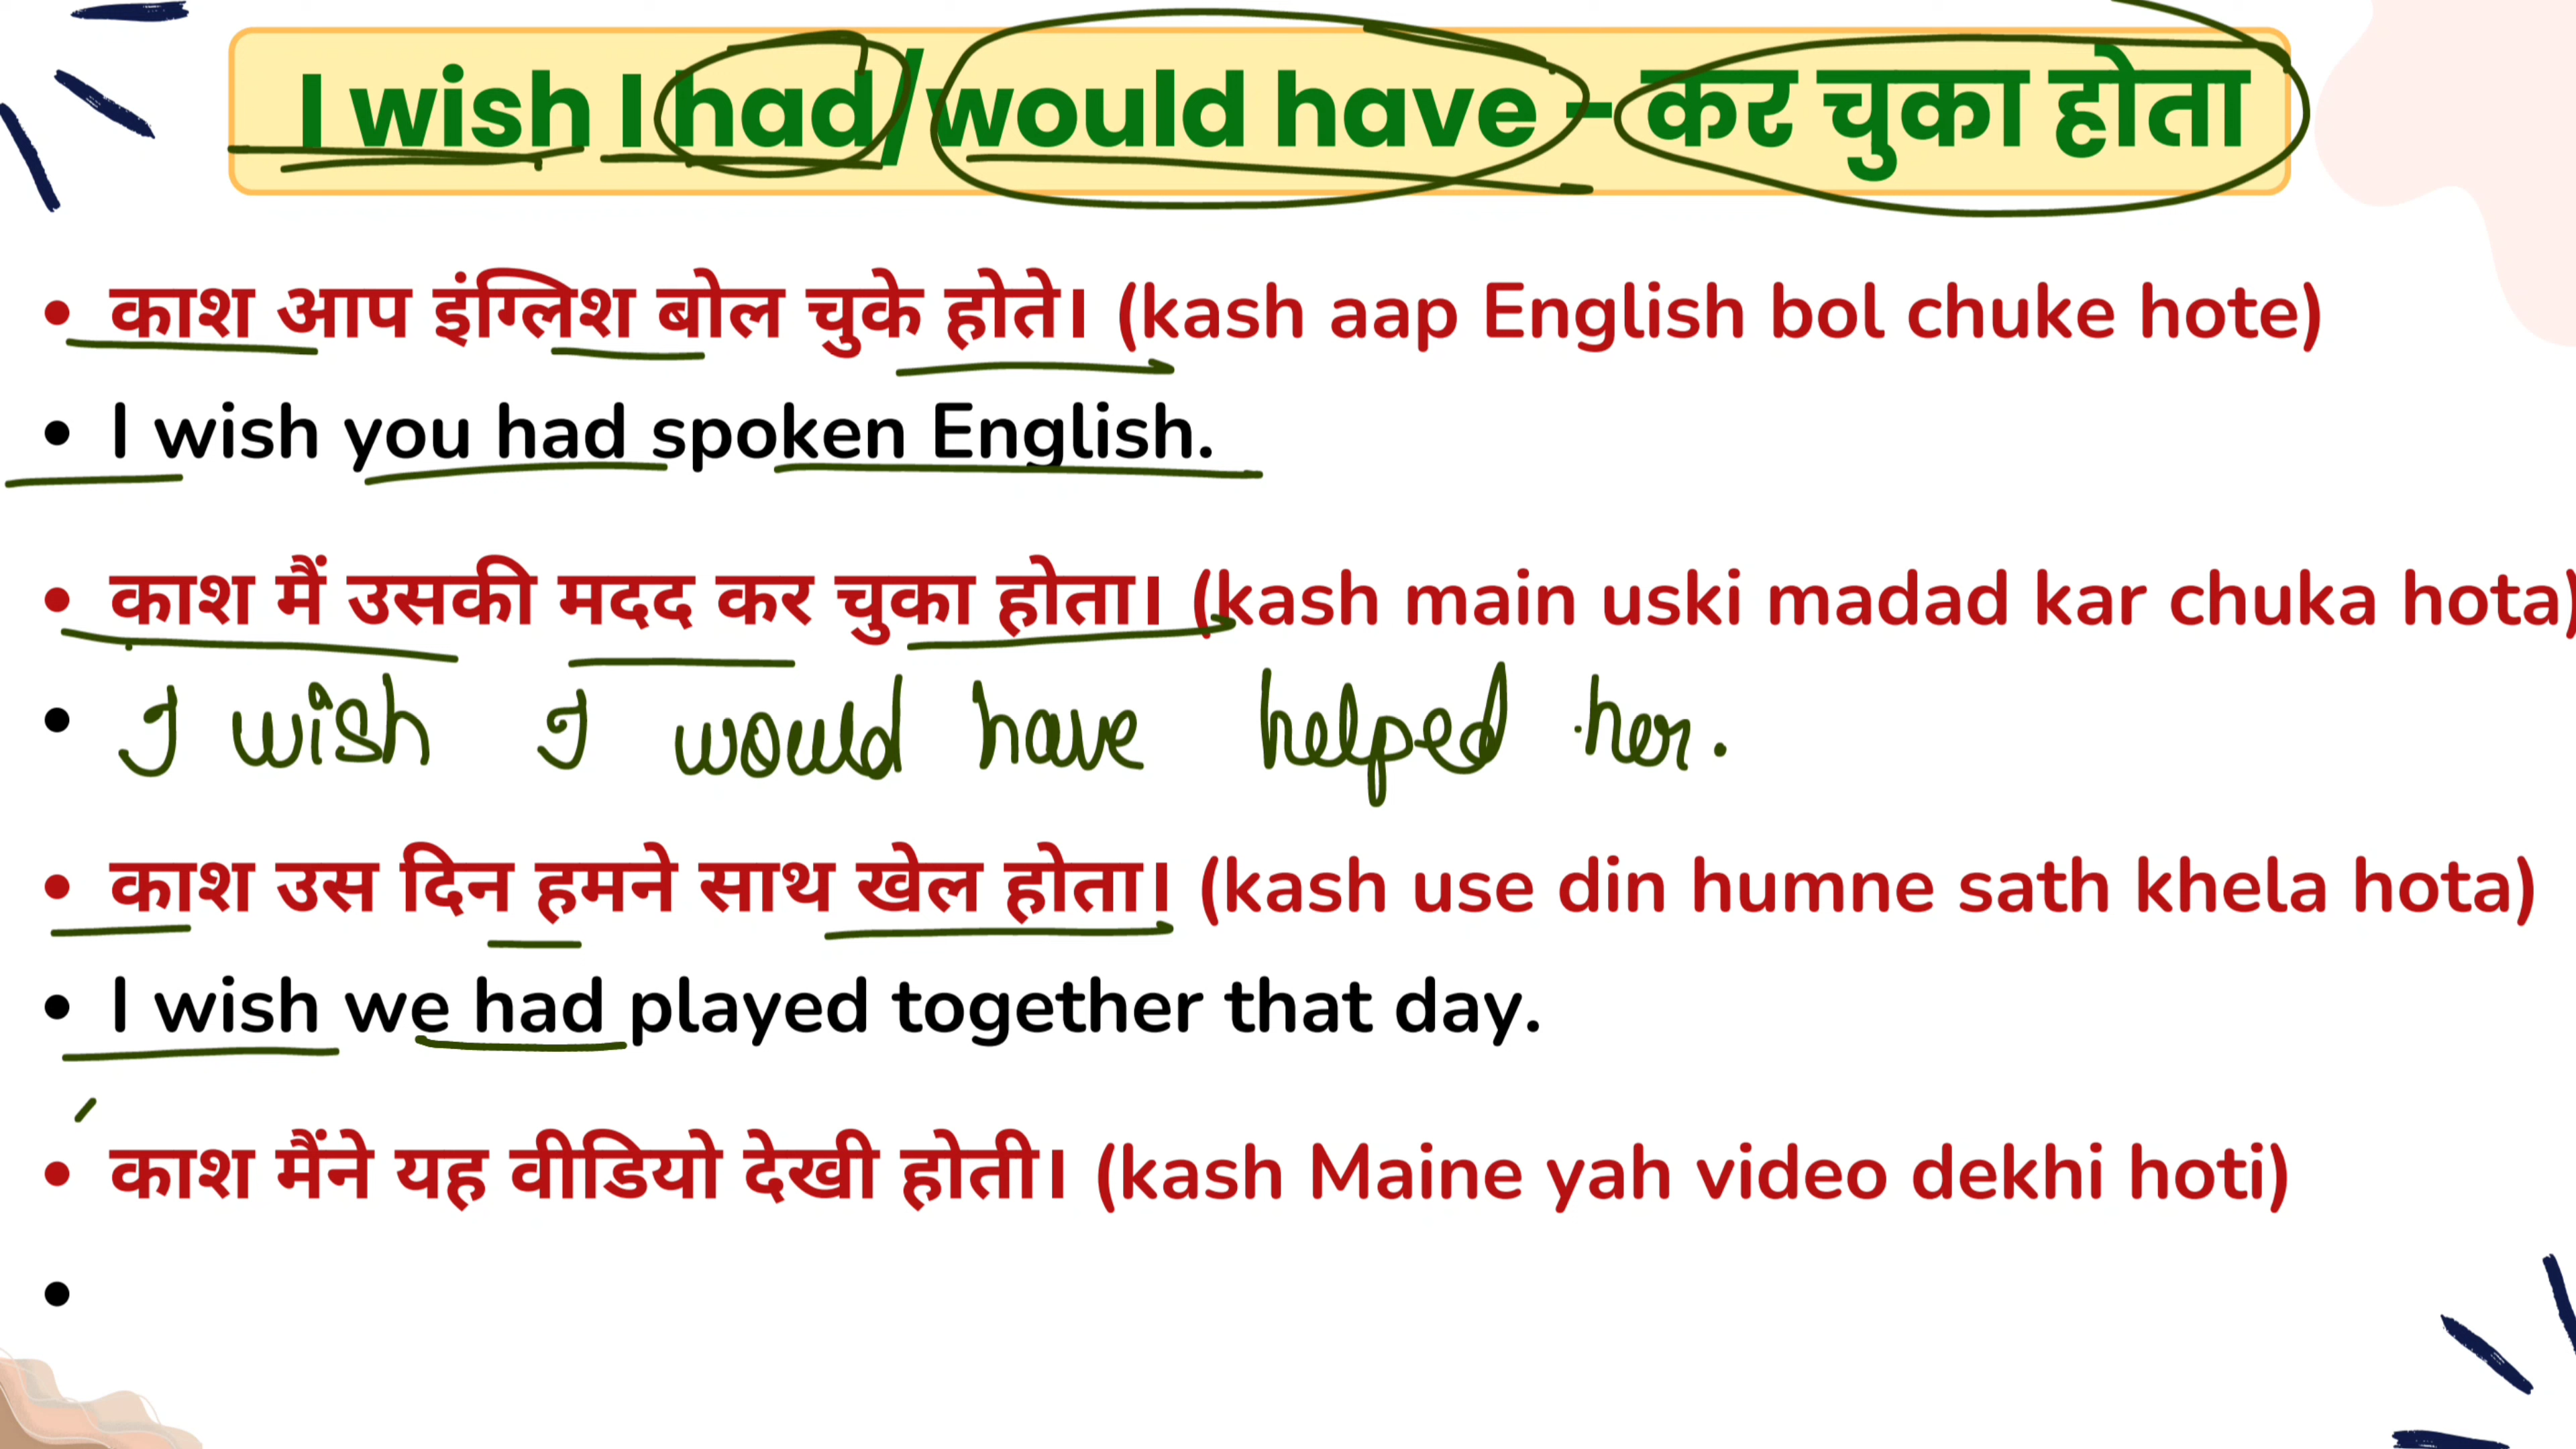 I wish I had/would have - कर चुका होता
• काश आप इंग्लिश बोल चुके होते। (kash aap English bol chuke hote)
• I wish you had spoken English.
• काश मैं उसकी मदद कर चुका होता। (kash main uski madad kar chuka hota)
• I wish I would have helped her.
• काश उस दिन हमने साथ खेल होता। (kash use din humne sath khela hota)
• I wish we had played together that day.
• काश मैंने यह वीडियो देखी होती। (kash Maine yah video dekhi hoti)
•